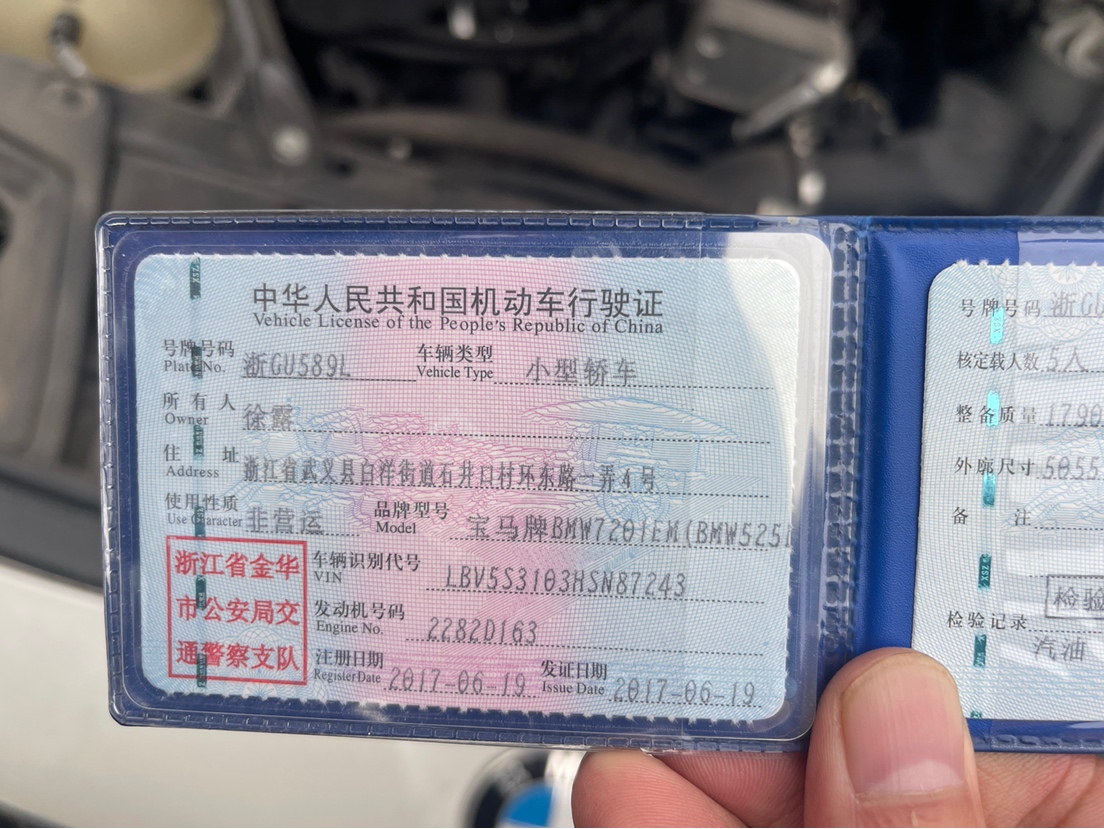 中华人民共和国机动车行驶证
Vehicle License of the People's Republic of China
号牌号码 浙GU589L 车辆类型 小型轿车
Plate No. Vehicle Type
所有人 徐露
Owner
住址 浙江省武义县白洋街道石井口村环东路一弄4号
Address
使用性质 非营运 品牌型号 宝马牌BMW7201EM(BMW525L
Use Character Model
浙江省金华
市公安局交
通警察支队
车辆识别代号 LBV5S3103HSN87243
VIN
发动机号码 2282D163
Engine No.
注册日期 2017-06-19 发证日期 2017-06-19
Register Date Issue Date
号牌号码 浙GU
核定载人数 5人
整备质量 1790
外廓尺寸 5055
备注
检验
检验记录
汽油